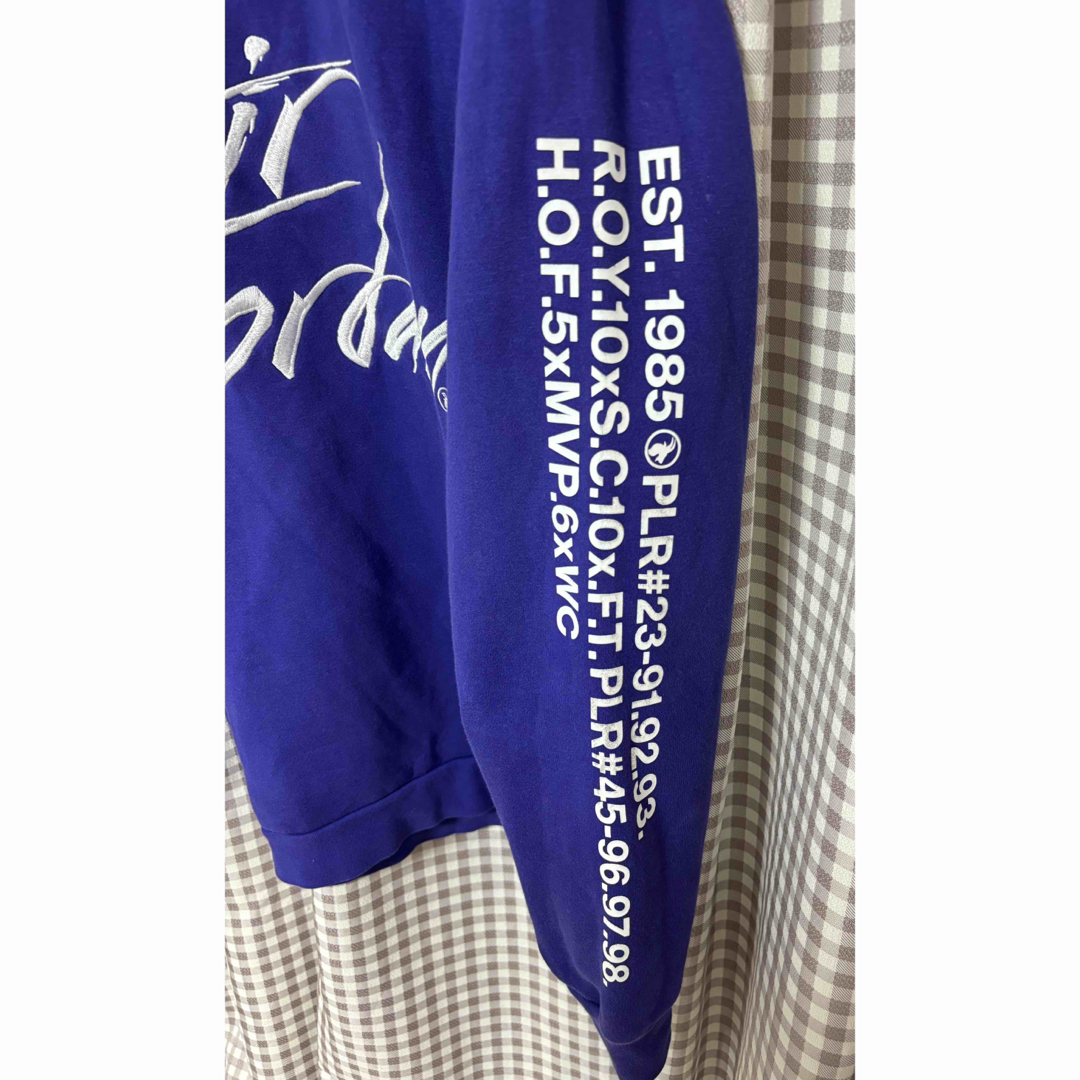 EST. 1985 PLR#23-91.92.93.
R.O.Y.10xS.C.10x.F.T.PLR#45-96.97.98.
H.O.F.5xMVP.6xWC